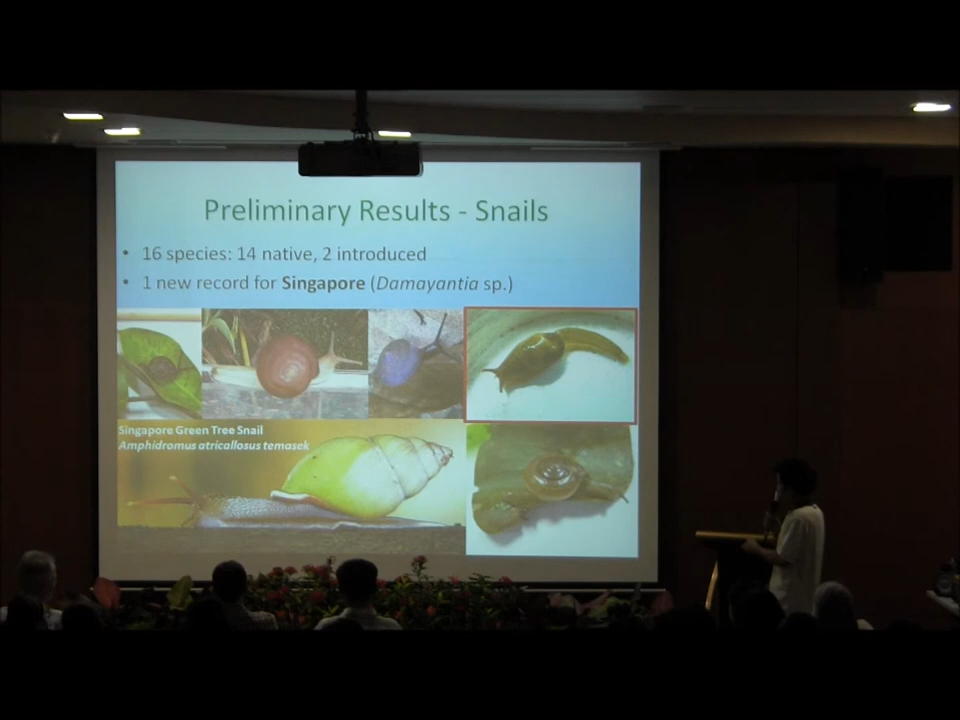 Preliminary Results - Snails
• 16 species: 14 native, 2 introduced
• 1 new record for Singapore (Damayantia sp.)
Singapore Green Tree Snail
Amphidromus atricallosus temasek